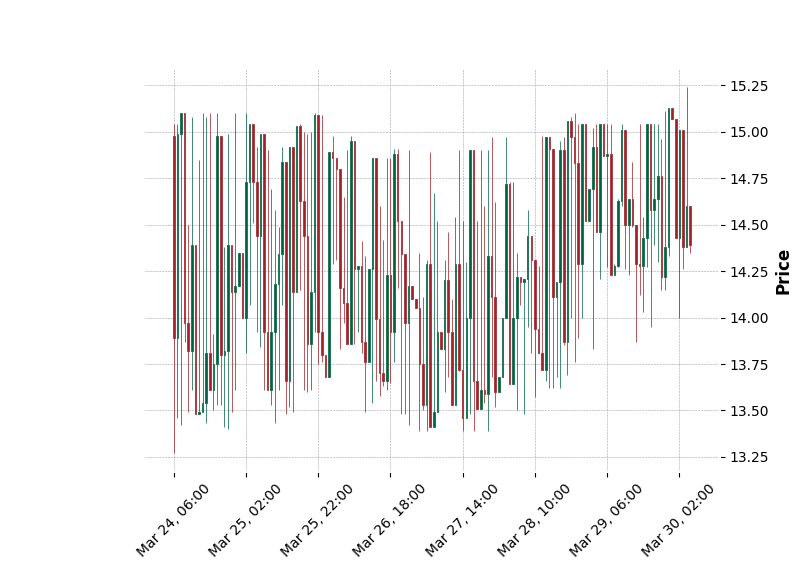 15.25
15.00
14.75
14.50
14.25
14.00
13.75
13.50
13.25
Price
Mar 24, 06:00
Mar 25, 02:00
Mar 25, 22:00
Mar 26, 18:00
Mar 27, 14:00
Mar 28, 10:00
Mar 29, 06:00
Mar 30, 02:00